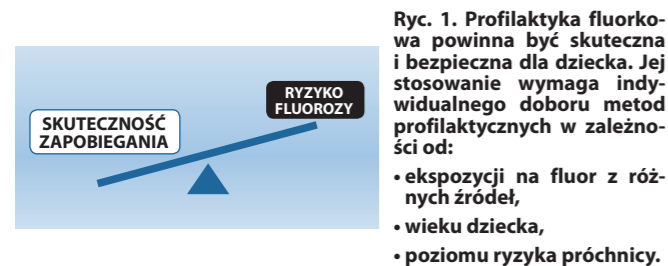 RYZYKO
FLUOROZY
SKUTECZNOŚĆ
ZAPOBIEGANIA
Ryc. 1. Profilaktyka fluorko-
wa powinna być skuteczna
i bezpieczna dla dziecka. Jej
stosowanie wymaga indy-
widualnego doboru metod
profilaktycznych w zależno-
ści od:
• ekspozycji na fluor z róż-
nych źródeł,
• wieku dziecka,
• poziomu ryzyka próchnicy.